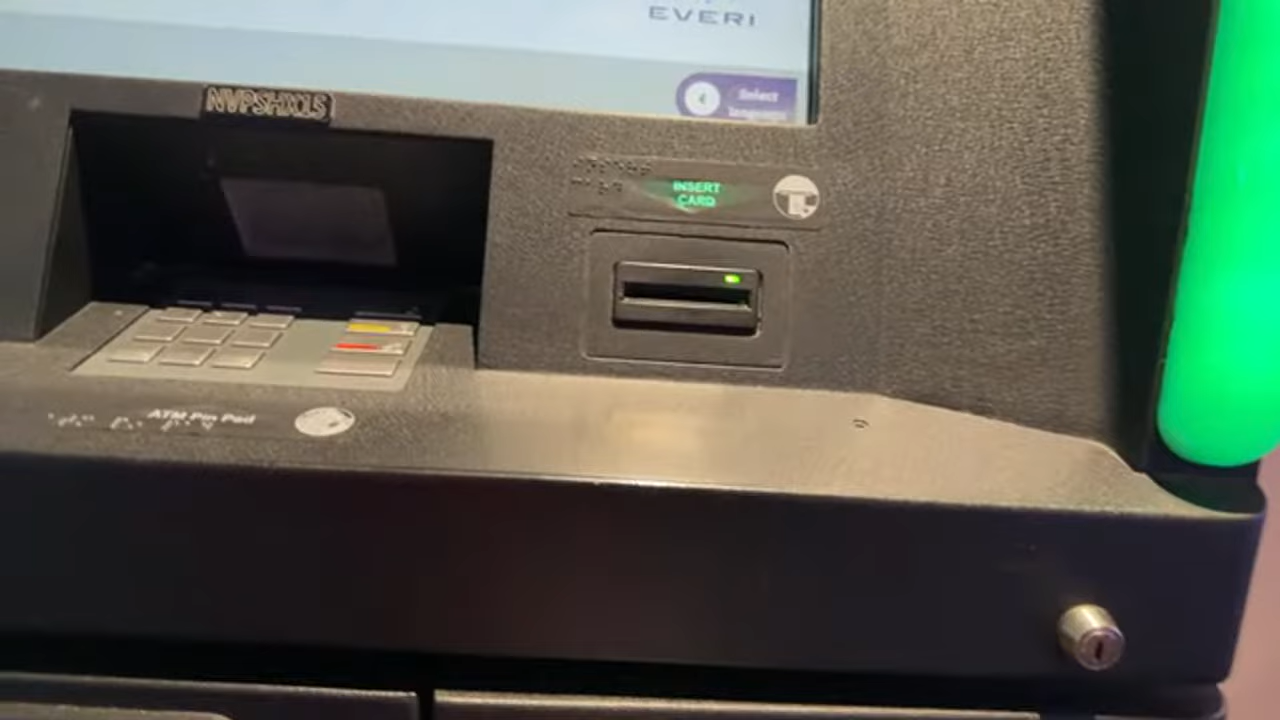 EVERI
Select
language
NVPSHX15
INSERT
CARD
ATM Pin Pad